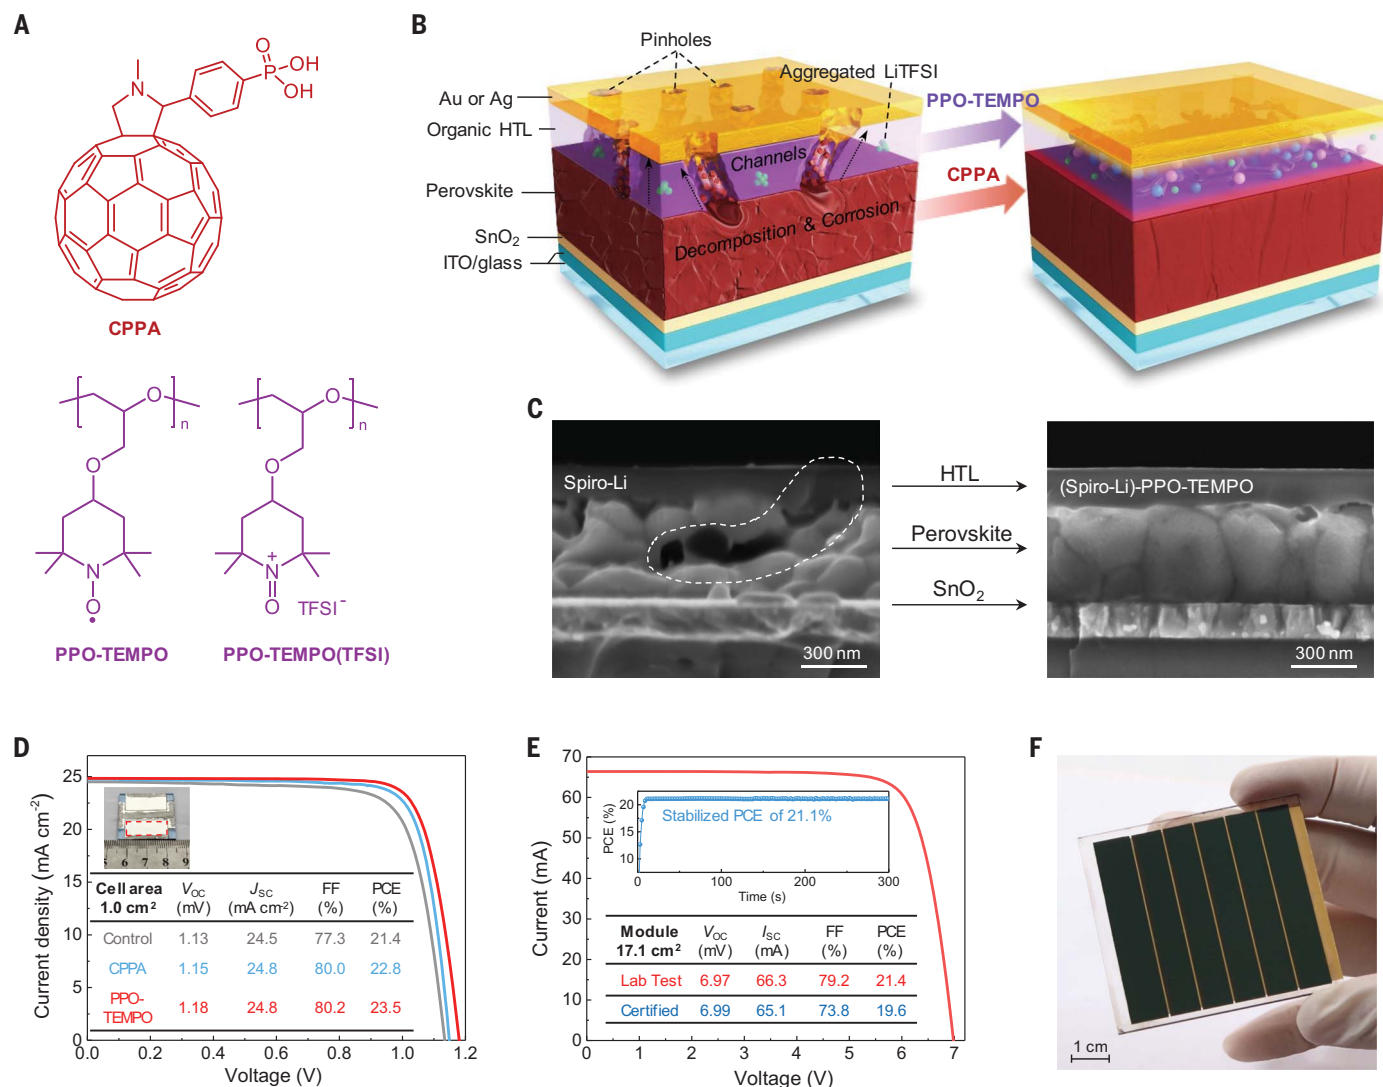 A
N
P
O
OH
OH
CPPA
O
n
O
N
O
•
PPO-TEMPO
O
n
O
N
+
O
TFSI⁻
PPO-TEMPO(TFSI)
B
Pinholes
Aggregated LiTFSI
Au or Ag
Organic HTL
Perovskite
SnO₂
ITO/glass
Channels
Decomposition & Corrosion
PPO-TEMPO
CPPA
C
Spiro-Li
300 nm
HTL
Perovskite
SnO₂
(Spiro-Li)-PPO-TEMPO
300 nm
D
Current density (mA cm⁻²)
25
20
15
10
5
0
5 6 7 8 9
Cell area 1.0 cm² V_OC (mV) J_SC (mA cm⁻²) FF (%) PCE (%)
Control 1.13 24.5 77.3 21.4
CPPA 1.15 24.8 80.0 22.8
PPO-TEMPO 1.18 24.8 80.2 23.5
0.0 0.2 0.4 0.6 0.8 1.0 1.2
Voltage (V)
E
Current (mA)
70
60
50
40
30
20
10
0
PCE (%)
20
15
10
Stabilized PCE of 21.1%
0 100 200 300
Time (s)
Module 17.1 cm² V_OC (mV) I_SC (mA) FF (%) PCE (%)
Lab Test 6.97 66.3 79.2 21.4
Certified 6.99 65.1 73.8 19.6
0 1 2 3 4 5 6 7
Voltage (V)
F
1 cm